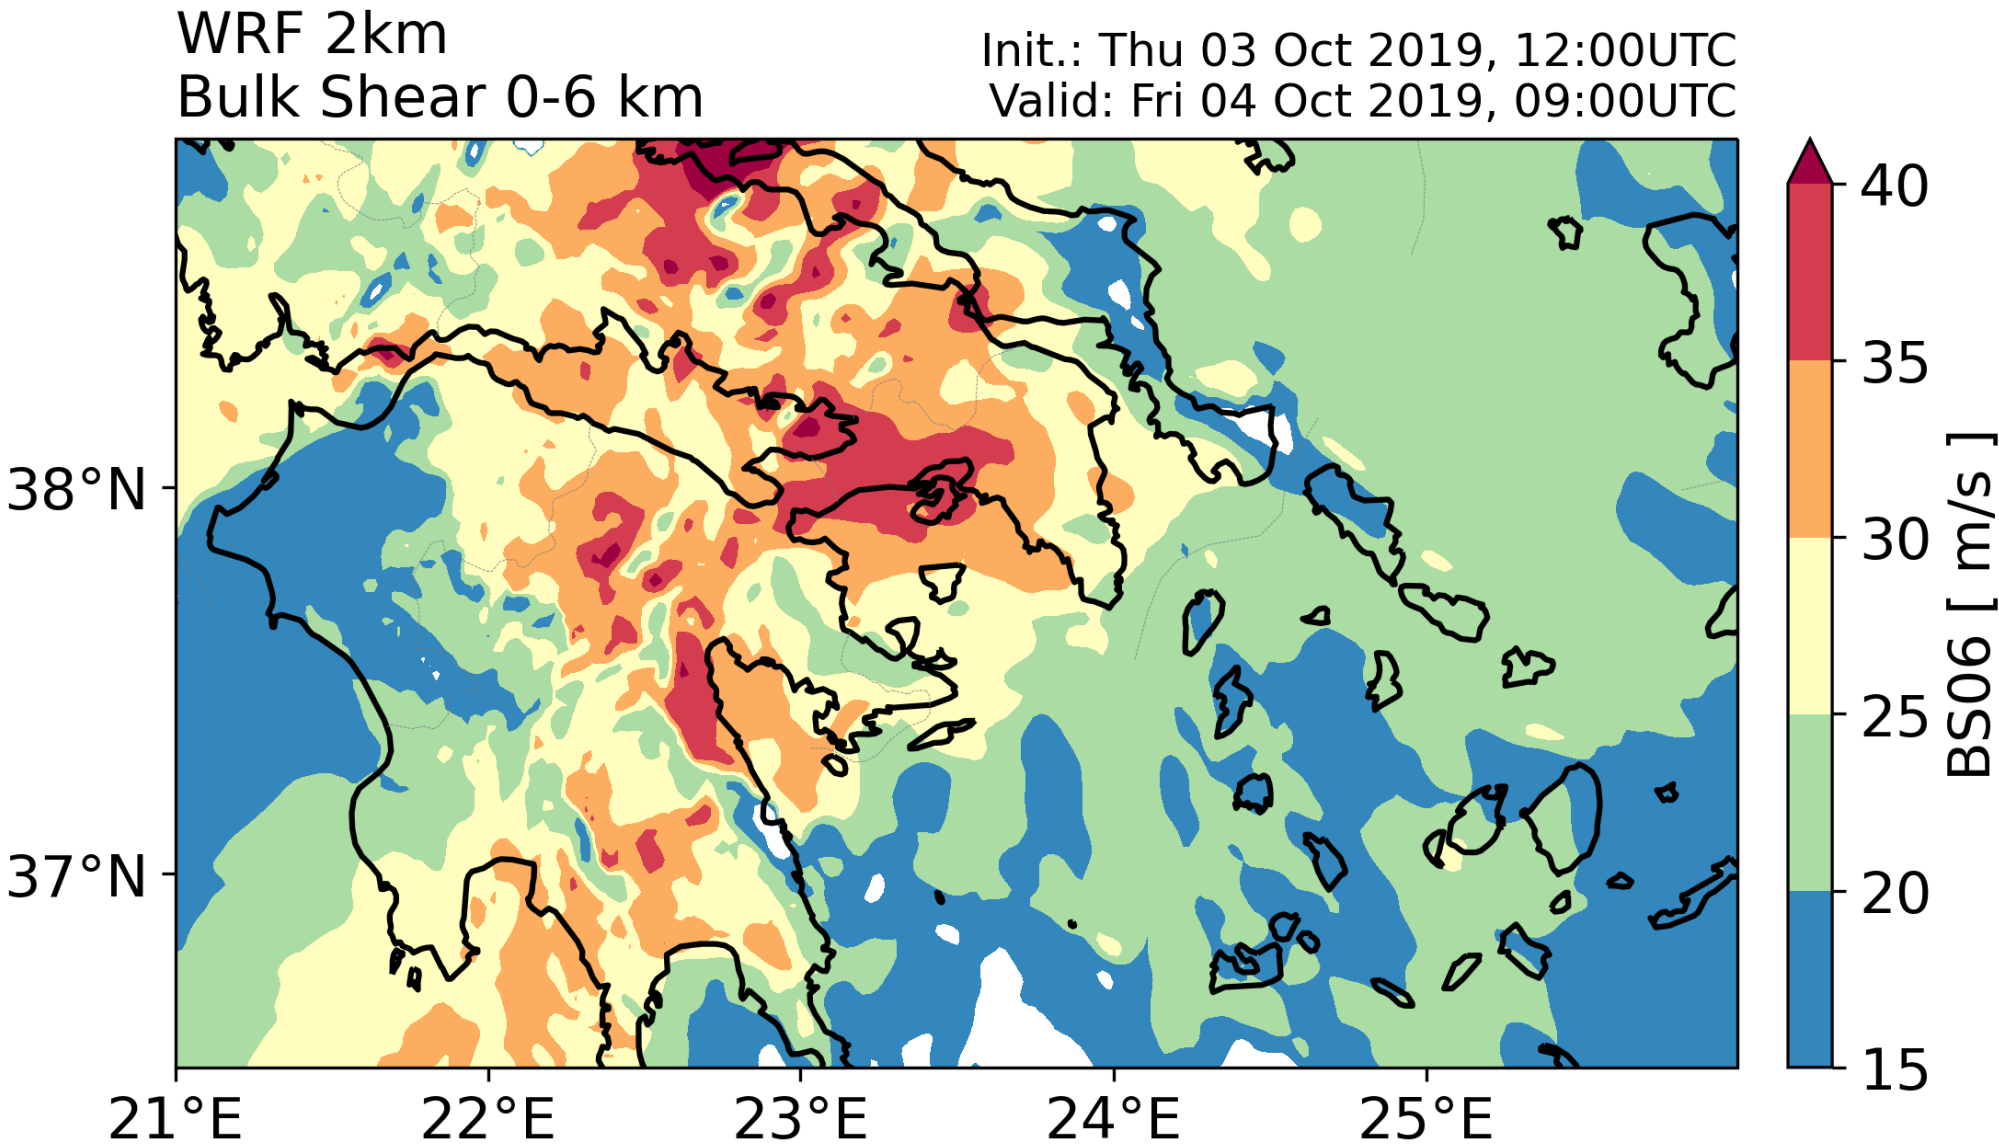 WRF 2km
Bulk Shear 0-6 km
Init.: Thu 03 Oct 2019, 12:00UTC
Valid: Fri 04 Oct 2019, 09:00UTC
38°N
37°N
21°E
22°E
23°E
24°E
25°E
40
35
30
25
20
15
BS06 [ m/s ]